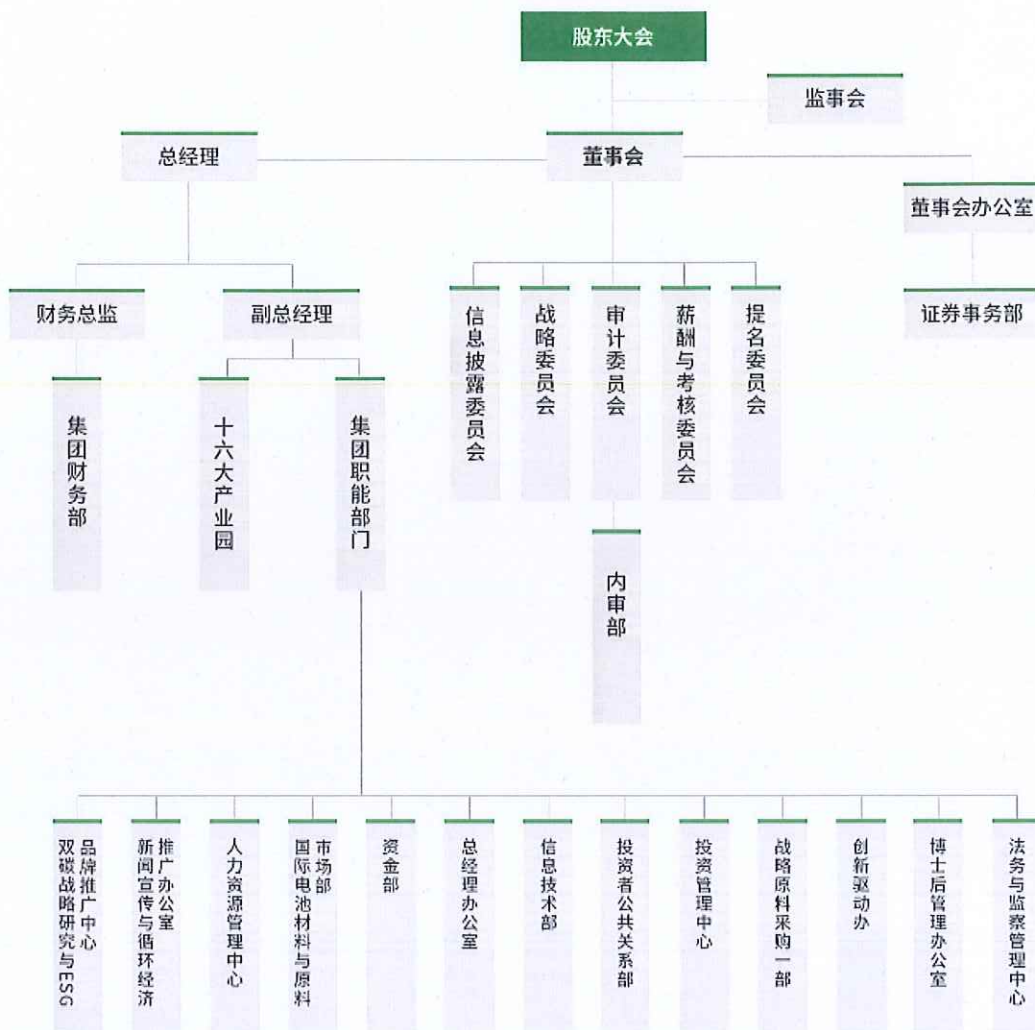 股东大会
监事会
总经理
董事会
董事会办公室
财务总监
副总经理
信息披露委员会
战略委员会
审计委员会
薪酬与考核委员会
提名委员会
证券事务部
集团财务部
十六大产业园
集团职能部门
内审部
双碳战略研究与ESG
品牌推广中心
新闻宣传与循环经济
推广办公室
人力资源管理中心
国际电池材料与原料
市场部
资金部
总经理办公室
信息技术部
投资者公共关系部
投资管理中心
战略原料采购一部
创新驱动办
博士后管理办公室
法务与监察管理中心